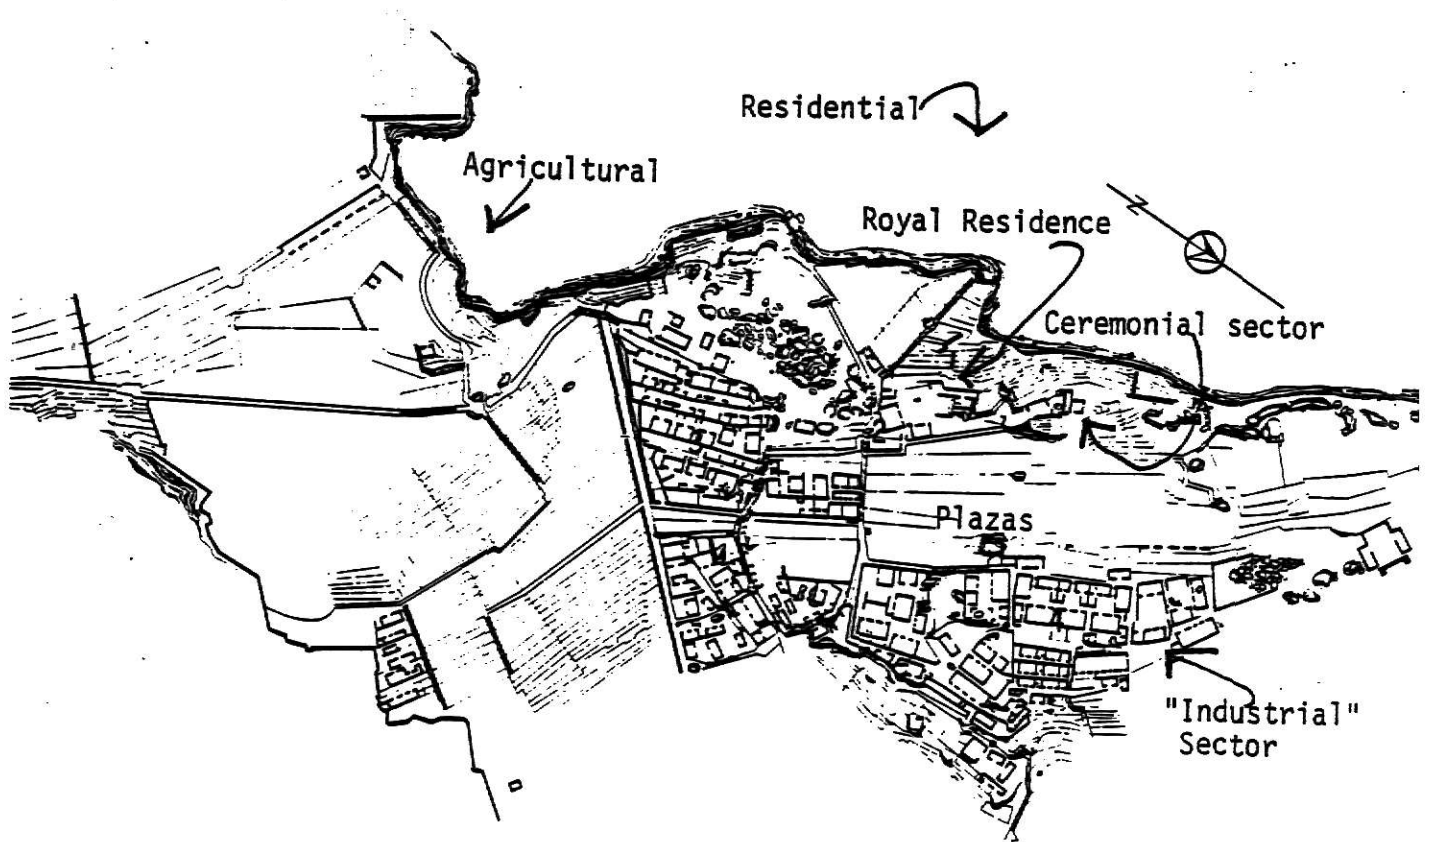 Residential
Agricultural
Royal Residence
N
Ceremonial sector
Plazas
"Industrial"
Sector